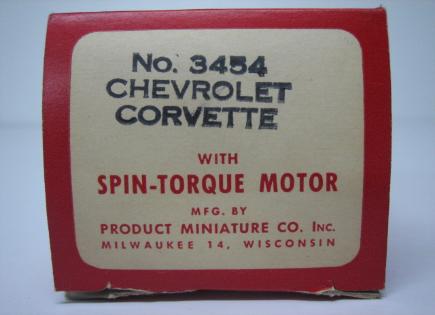 No. 3454
CHEVROLET
CORVETTE
WITH
SPIN-TORQUE MOTOR
MFG. BY
PRODUCT MINIATURE CO. INC.
MILWAUKEE 14, WISCONSIN